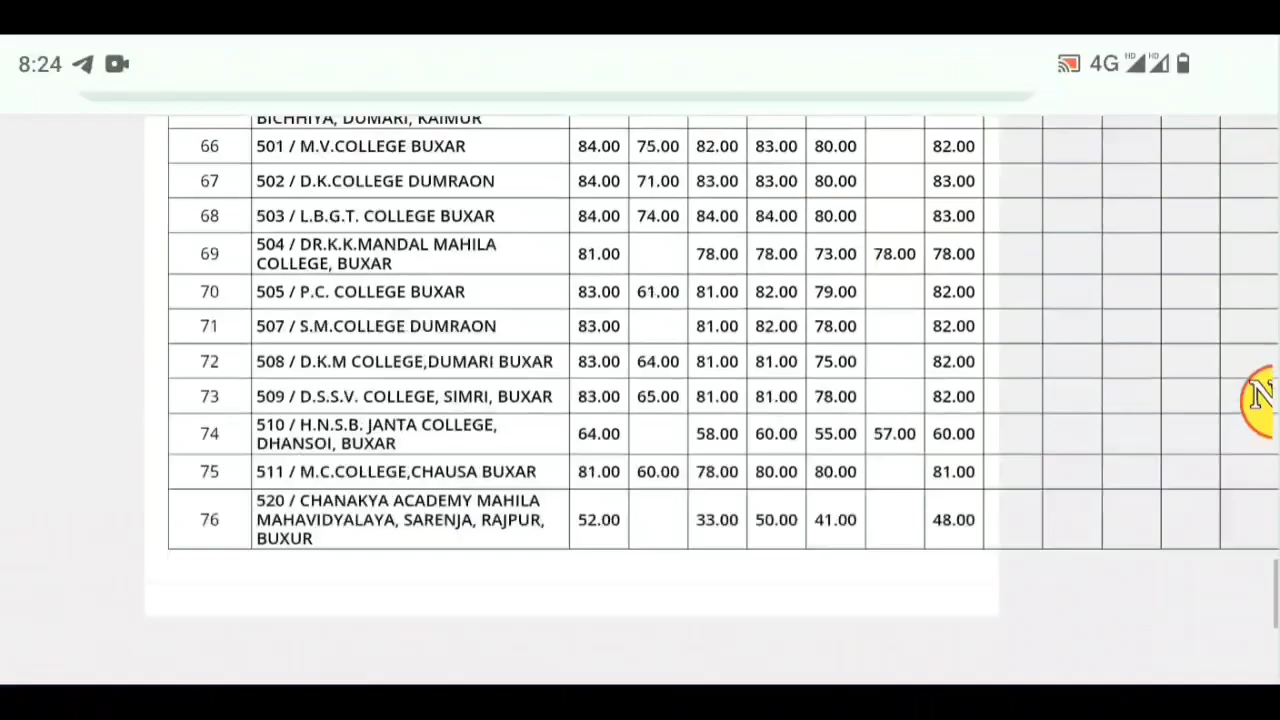 8:24 4G HD HD
BICHHIYA, DUMARI, KAIMUR
66 501 / M.V.COLLEGE BUXAR 84.00 75.00 82.00 83.00 80.00 82.00
67 502 / D.K.COLLEGE DUMRAON 84.00 71.00 83.00 83.00 80.00 83.00
68 503 / L.B.G.T. COLLEGE BUXAR 84.00 74.00 84.00 84.00 80.00 83.00
504 / DR.K.K.MANDAL MAHILA
69 81.00 78.00 78.00 73.00 78.00 78.00
COLLEGE, BUXAR
70 505 / P.C. COLLEGE BUXAR 83.00 61.00 81.00 82.00 79.00 82.00
71 507 / S.M.COLLEGE DUMRAON 83.00 81.00 82.00 78.00 82.00
72 508 / D.K.M COLLEGE,DUMARI BUXAR 83.00 64.00 81.00 81.00 75.00 82.00
73 509 / D.S.S.V. COLLEGE, SIMRI, BUXAR 83.00 65.00 81.00 81.00 78.00 82.00
510 / H.N.S.B. JANTA COLLEGE,
74 64.00 58.00 60.00 55.00 57.00 60.00
DHANSOI, BUXAR
75 511 / M.C.COLLEGE,CHAUSA BUXAR 81.00 60.00 78.00 80.00 80.00 81.00
520 / CHANAKYA ACADEMY MAHILA
76 MAHAVIDYALAYA, SARENJA, RAJPUR, 52.00 33.00 50.00 41.00 48.00
BUXUR
N